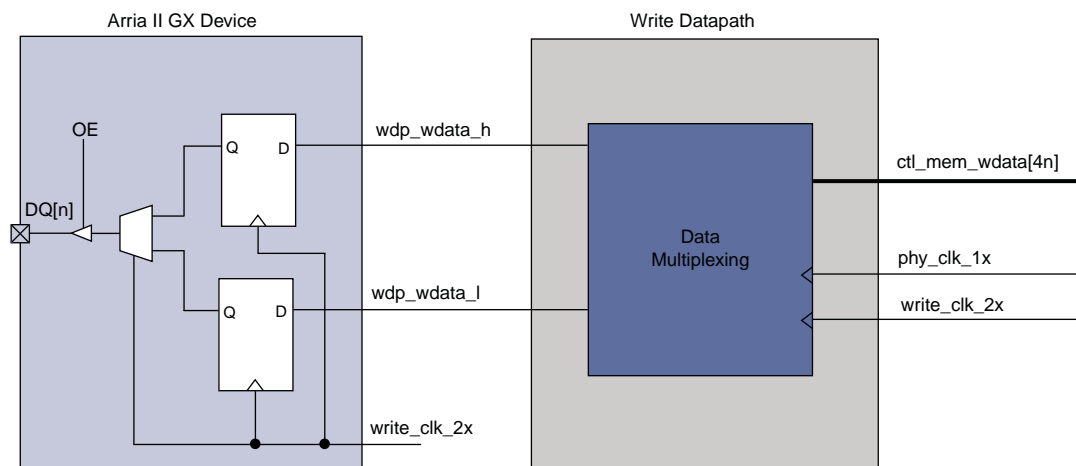 Arria II GX Device
Write Datapath
OE
Q
D
wdp_wdata_h
ctl_mem_wdata[4n]
DQ[n]
Data
Multiplexing
phy_clk_1x
Q
D
wdp_wdata_l
write_clk_2x
write_clk_2x